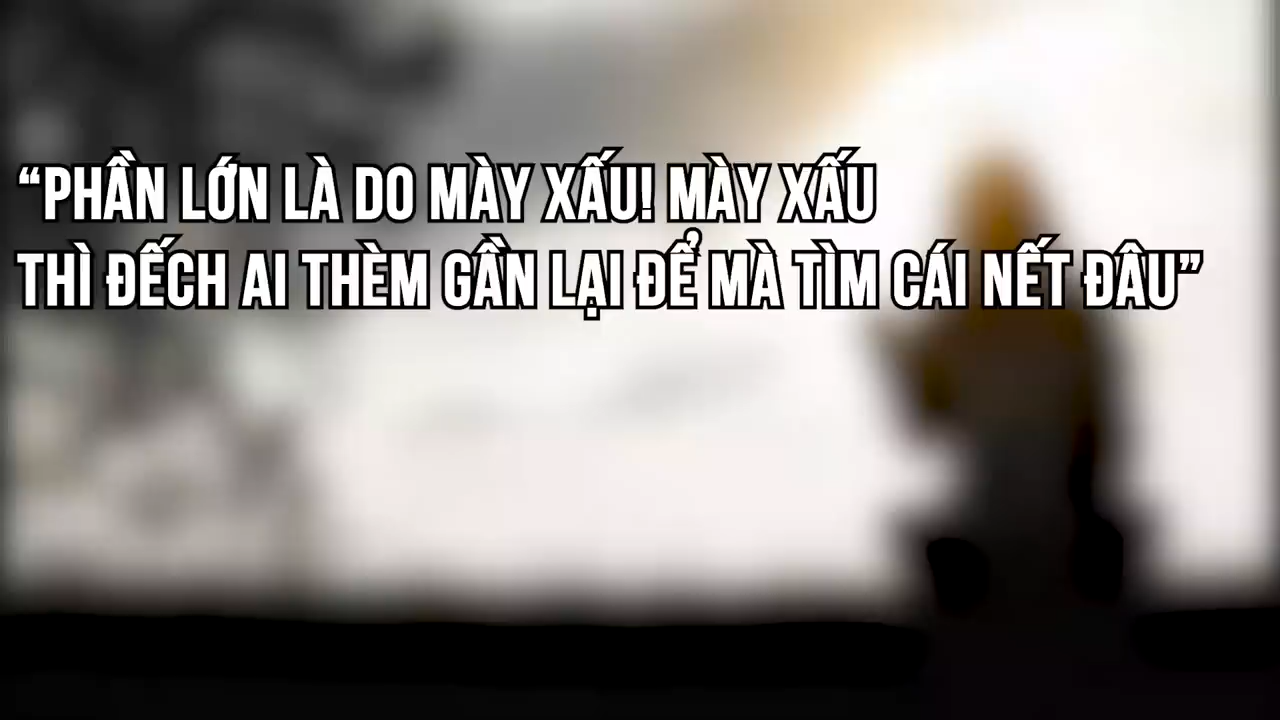 “PHẦN LỚN LÀ DO MÀY XẤU! MÀY XẤU
THÌ ĐẾCH AI THÈM GẦN LẠI ĐỂ MÀ TÌM CÁI NẾT ĐÂU”